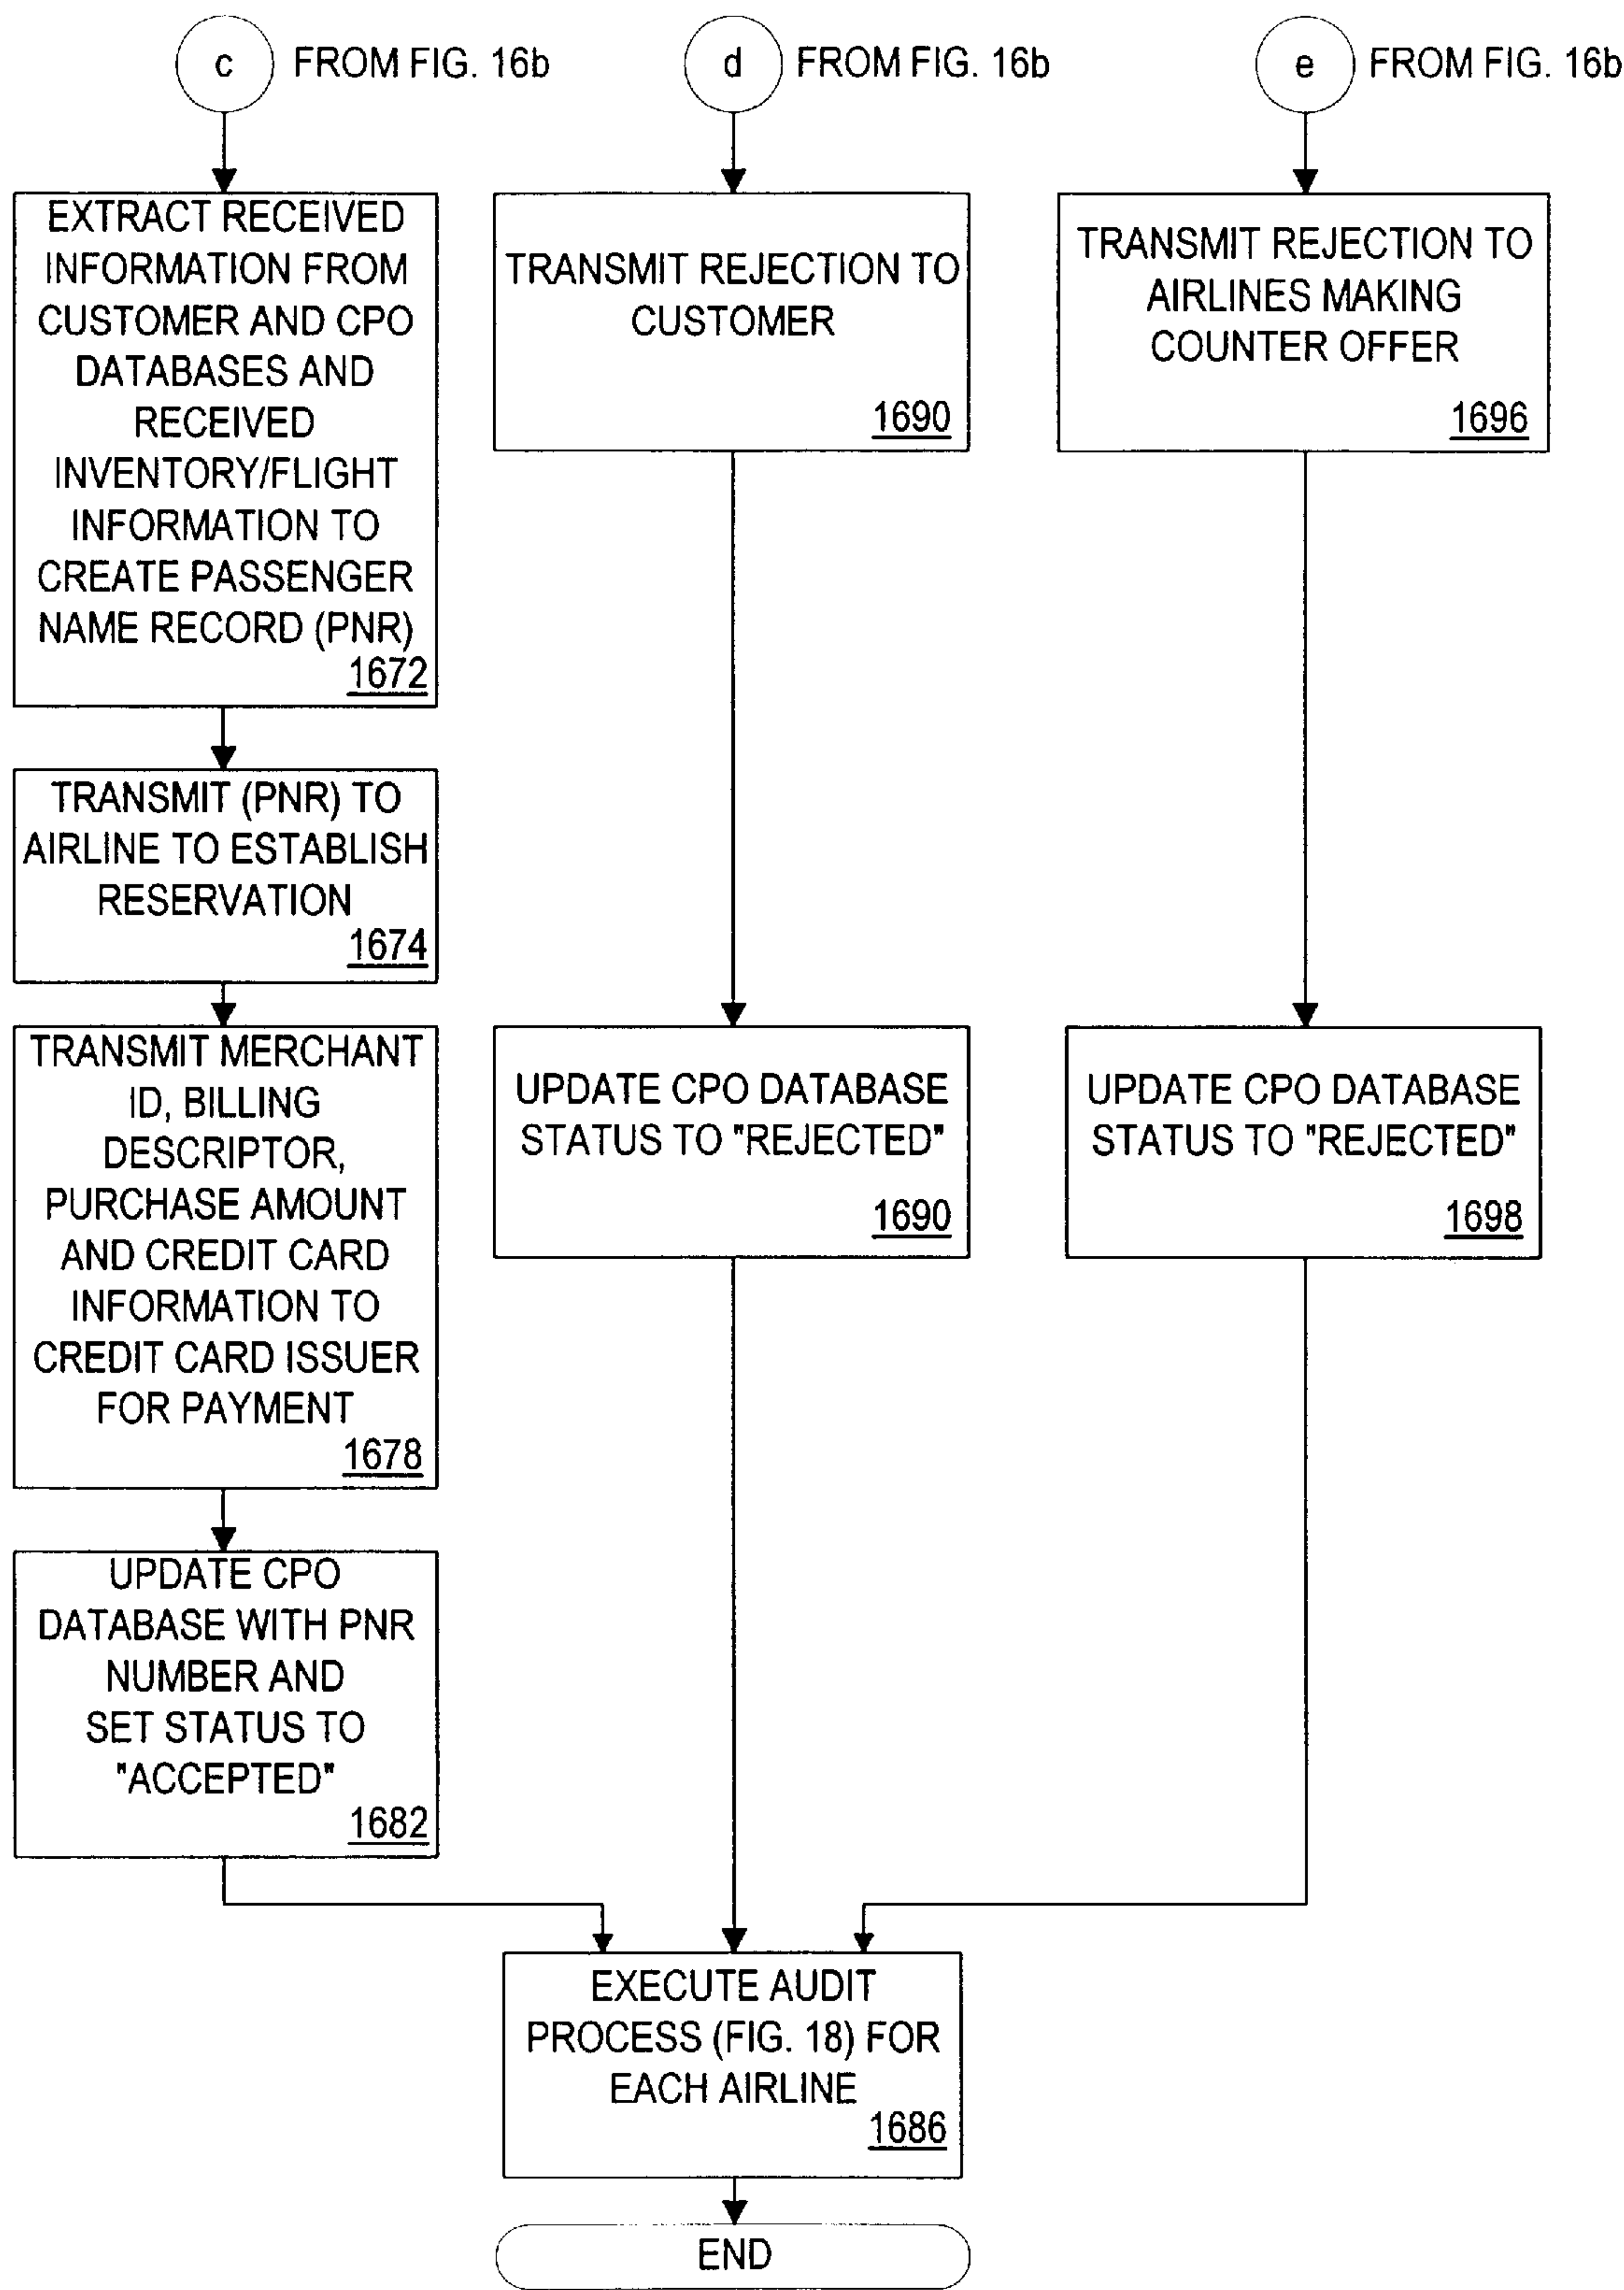 c FROM FIG. 16b
d FROM FIG. 16b
e FROM FIG. 16b
EXTRACT RECEIVED
INFORMATION FROM
CUSTOMER AND CPO
DATABASES AND
RECEIVED
INVENTORY/FLIGHT
INFORMATION TO
CREATE PASSENGER
NAME RECORD (PNR)
1672
TRANSMIT (PNR) TO
AIRLINE TO ESTABLISH
RESERVATION
1674
TRANSMIT MERCHANT
ID, BILLING
DESCRIPTOR,
PURCHASE AMOUNT
AND CREDIT CARD
INFORMATION TO
CREDIT CARD ISSUER
FOR PAYMENT
1678
UPDATE CPO
DATABASE WITH PNR
NUMBER AND
SET STATUS TO
"ACCEPTED"
1682
TRANSMIT REJECTION TO
CUSTOMER
1690
UPDATE CPO DATABASE
STATUS TO "REJECTED"
1690
TRANSMIT REJECTION TO
AIRLINES MAKING
COUNTER OFFER
1696
UPDATE CPO DATABASE
STATUS TO "REJECTED"
1698
EXECUTE AUDIT
PROCESS (FIG. 18) FOR
EACH AIRLINE
1686
END